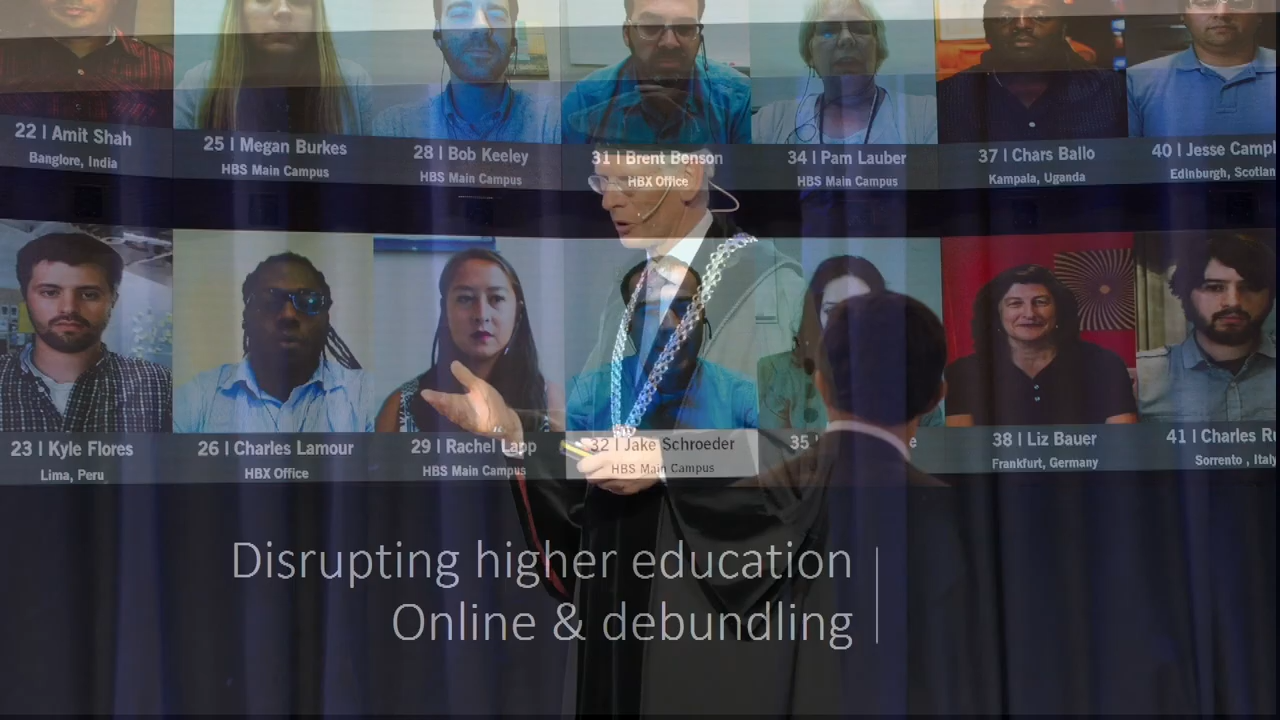 22 | Amit Shah
Banglore, India
25 | Megan Burkes
HBS Main Campus
28 | Bob Keeley
HBS Main Campus
31 | Brent Benson
HBX Office
34 | Pam Lauber
HBS Main Campus
37 | Chars Ballo
Kampala, Uganda
40 | Jesse Campl
Edinburgh, Scotlan
23 | Kyle Flores
Lima, Peru
26 | Charles Lamour
HBX Office
29 | Rachel Lapp
HBS Main Campus
32 | Jake Schroeder
HBS Main Campus
35 |
38 | Liz Bauer
Frankfurt, Germany
41 | Charles Ru
Sorrento , Italy
Disrupting higher education
Online & debundling